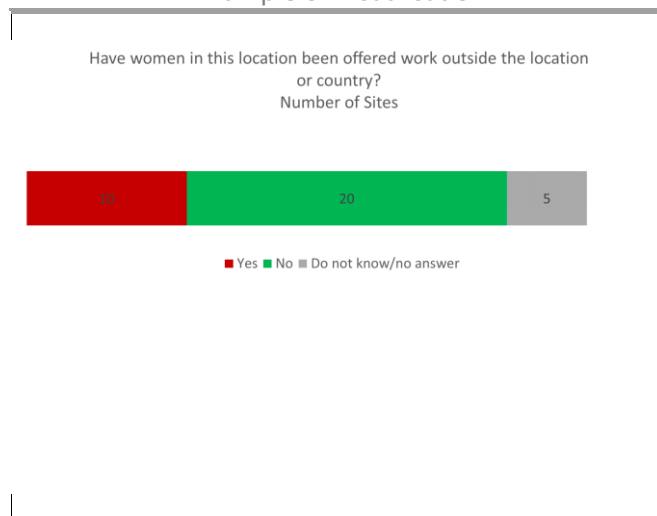 Have women in this location been offered work outside the location
or country?
Number of Sites
10 20 5
Yes No Do not know/no answer